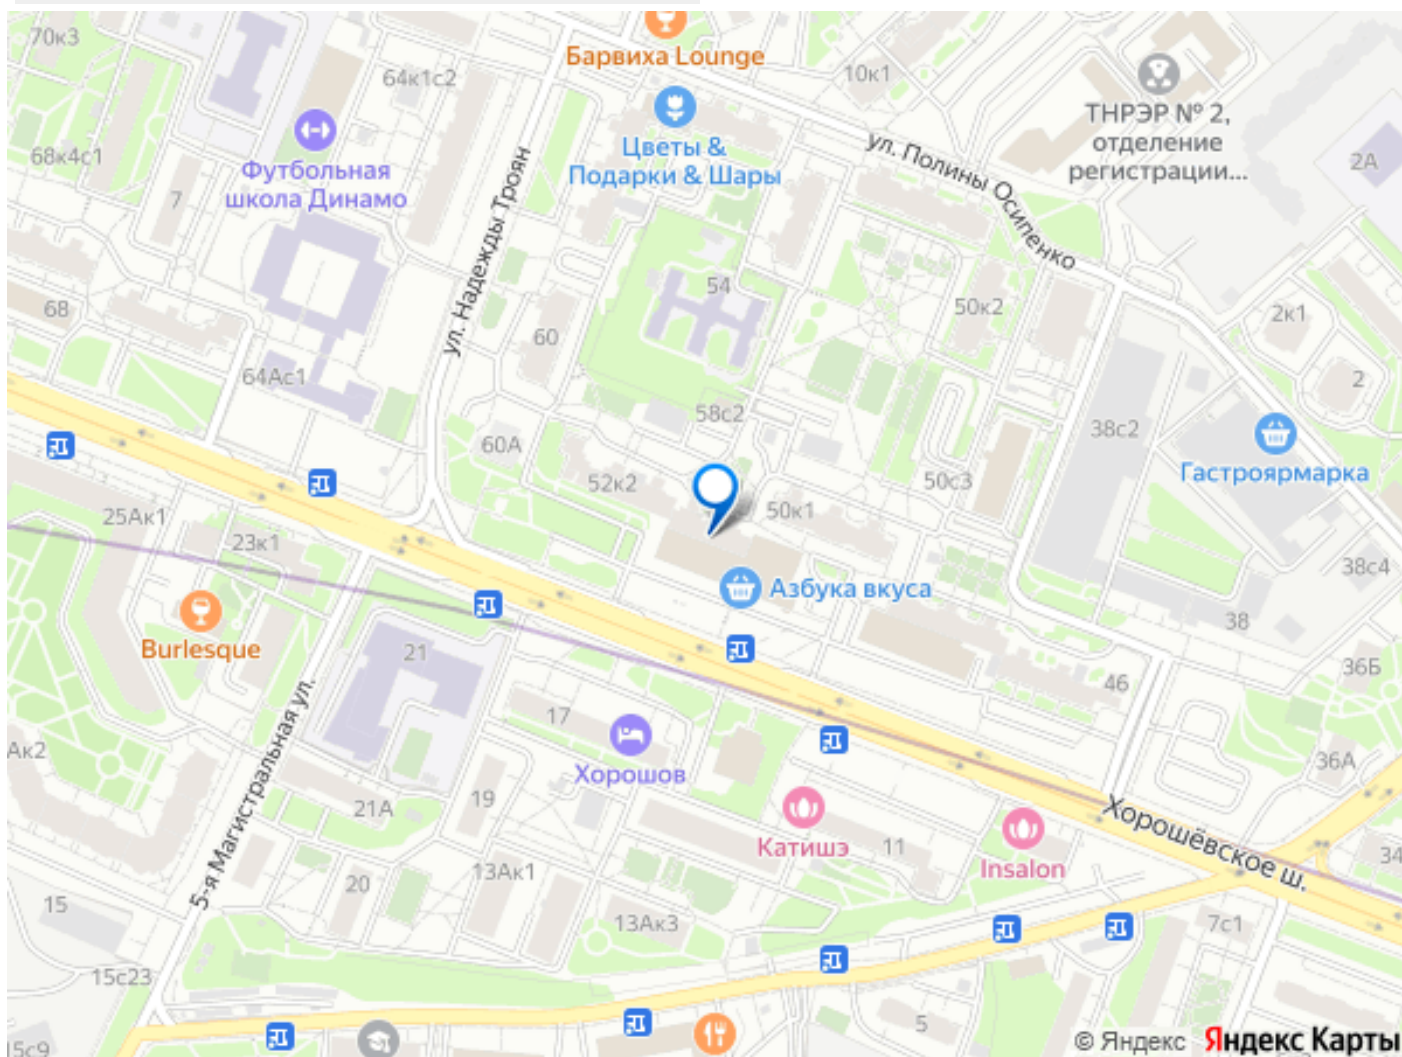 70к3
Барвиха Lounge
64к1с2
10к1
ТНРЭР № 2,
отделение
регистрации...
Цветы &
Подарки & Шары
ул. Полины Осипенко
2А
68к4с1
Футбольная
школа Динамо
7
ул. Надежды Троян
54
50к2
2к1
68
60
64Ас1
2
58с2
38с2
60А
Гастроярмарка
52к2
50с3
50к1
25Ак1
23к1
38с4
Азбука вкуса
Burlesque
21
38
36Б
46
17
Ак2
Хорошов
36А
5-я Магистральная ул.
21А
19
Хорошёвское ш.
Катишэ
11
Insalon
34
20
13Ак1
15
13Ак3
7с1
15с23
5
15с9
© Яндекс Яндекс Карты